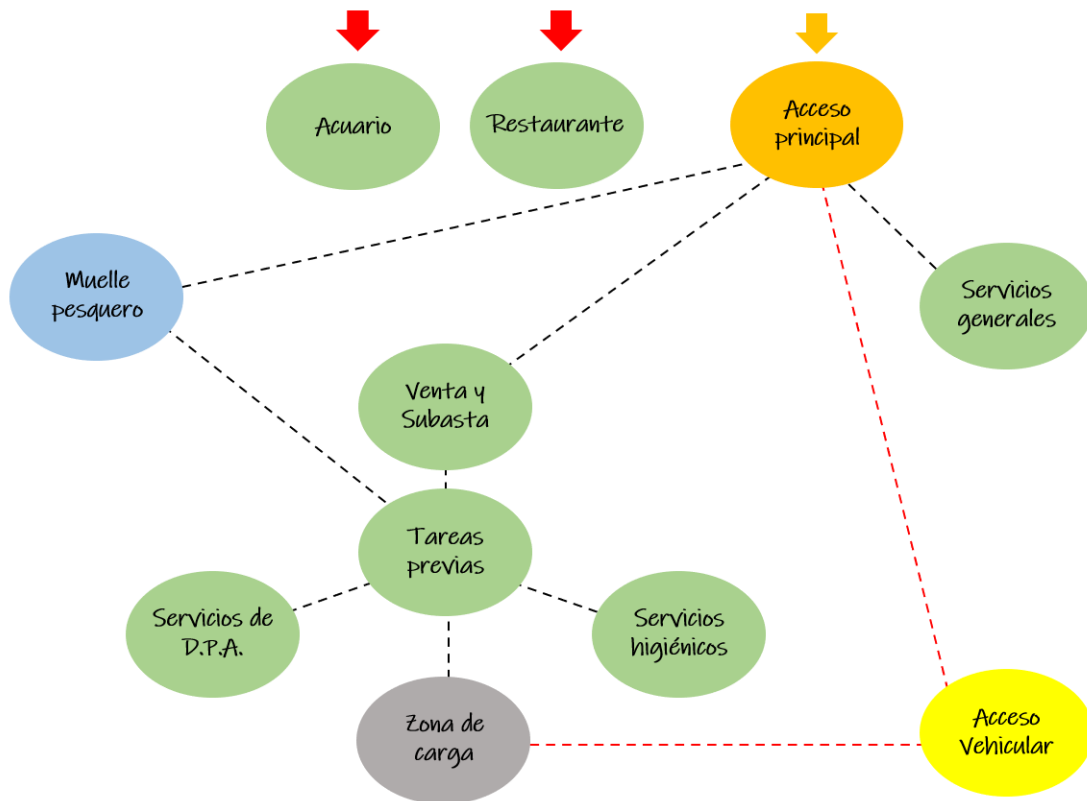 Acuario
Restaurante
Acceso
principal
Muelle
pesquero
Servicios
generales
Venta y
Subasta
Tareas
previas
Servicios de
D.P.A.
Servicios
higiénicos
Zona de
carga
Acceso
Vehicular